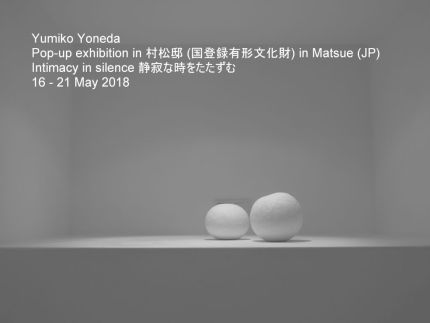 Yumiko Yoneda
Pop-up exhibition in 村松邸 (国登録有形文化財) in Matsue (JP)
Intimacy in silence 静寂な時をたたずむ
16 - 21 May 2018